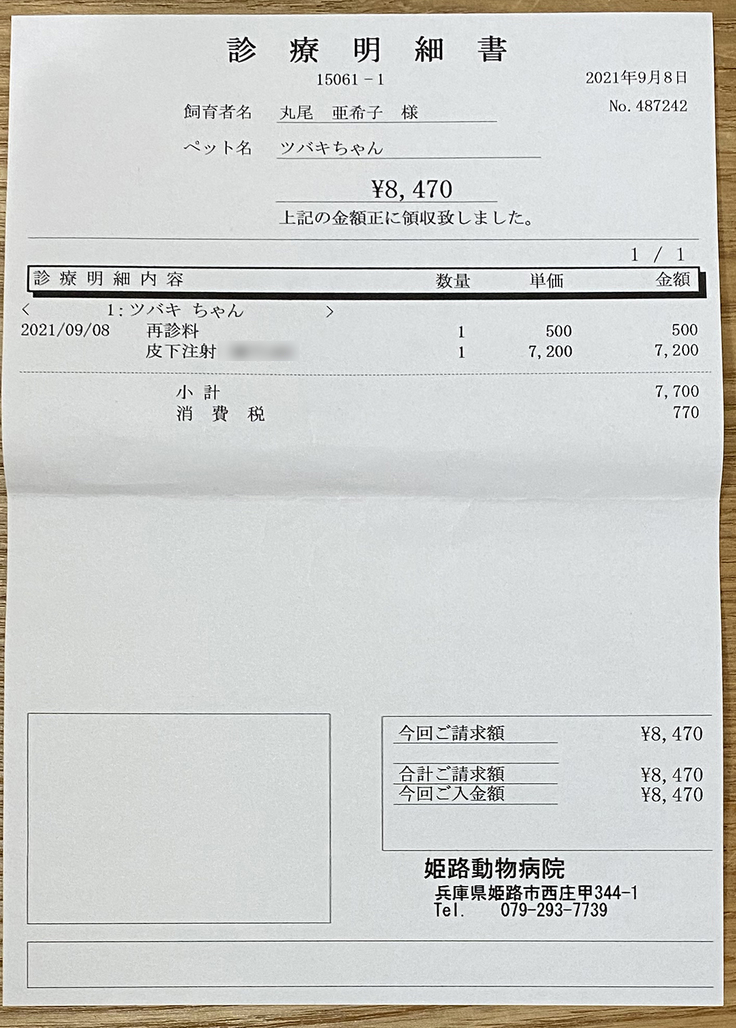 診療明細書
15061-1
2021年9月8日
No.487242
飼育者名 丸尾 亜希子 様
ペット名 ツバキちゃん
¥8,470
上記の金額正に領収致しました。
1 / 1
診療明細内容 数量 単価 金額
< 1:ツバキ ちゃん >
2021/09/08 再診料 1 500 500
皮下注射 1 7,200 7,200
小計 7,700
消費税 770
今回ご請求額 ¥8,470
合計ご請求額 ¥8,470
今回ご入金額 ¥8,470
姫路動物病院
兵庫県姫路市西庄甲344-1
Tel. 079-293-7739